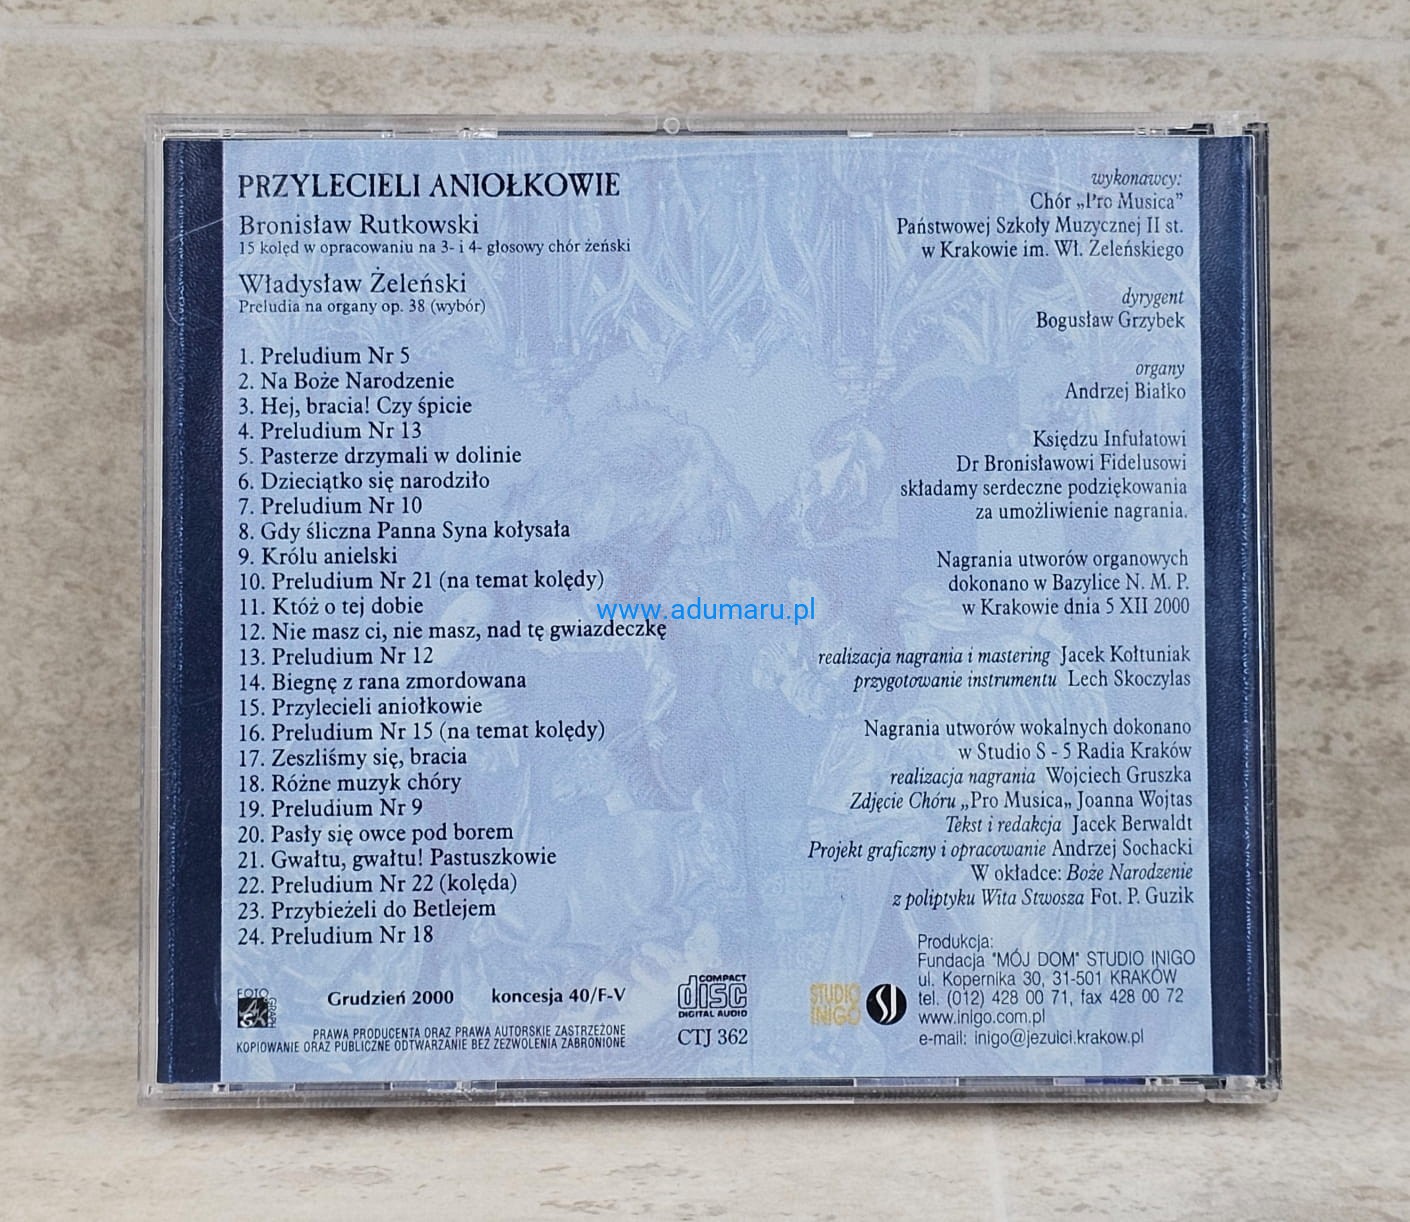 PRZYLECIELI ANIOŁKOWIE
Bronisław Rutkowski
15 kolęd w opracowaniu na 3- i 4- głosowy chór żeński
Władysław Żeleński
Preludia na organy op. 38 (wybór)
1. Preludium Nr 5
2. Na Boże Narodzenie
3. Hej, bracia! Czy śpicie
4. Preludium Nr 13
5. Pasterze drzymali w dolinie
6. Dzieciątko się narodziło
7. Preludium Nr 10
8. Gdy śliczna Panna Syna kołysała
9. Królu anielski
10. Preludium Nr 21 (na temat kolędy)
11. Któż o tej dobie
12. Nie masz ci, nie masz, nad tę gwiazdeczkę
13. Preludium Nr 12
14. Biegnę z rana zmordowana
15. Przylecieli aniołkowie
16. Preludium Nr 15 (na temat kolędy)
17. Zeszliśmy się, bracia
18. Różne muzyk chóry
19. Preludium Nr 9
20. Pasły się owce pod borem
21. Gwałtu, gwałtu! Pastuszkowie
22. Preludium Nr 22 (kolęda)
23. Przybieżeli do Betlejem
24. Preludium Nr 18
www.adumaru.pl
wykonawcy:
Chór „Pro Musica”
Państwowej Szkoły Muzycznej II st.
w Krakowie im. Wł. Żeleńskiego
dyrygent
Bogusław Grzybek
organy
Andrzej Białko
Księdzu Infułatowi
Dr Bronisławowi Fidelusowi
składamy serdeczne podziękowania
za umożliwienie nagrania.
Nagrania utworów organowych
dokonano w Bazylice N. M. P.
w Krakowie dnia 5 XII 2000
realizacja nagrania i mastering Jacek Kołtuniak
przygotowanie instrumentu Lech Skoczylas
Nagrania utworów wokalnych dokonano
w Studio S - 5 Radia Kraków
realizacja nagrania Wojciech Gruszka
Zdjęcie Chóru „Pro Musica„ Joanna Wojtas
Tekst i redakcja Jacek Berwaldt
Projekt graficzny i opracowanie Andrzej Sochacki
W okładce: Boże Narodzenie
z poliptyku Wita Stwosza Fot. P. Guzik
Produkcja:
Fundacja "MÓJ DOM" STUDIO INIGO
ul. Kopernika 30, 31-501 KRAKÓW
tel. (012) 428 00 71, fax 428 00 72
www.inigo.com.pl
e-mail: inigo@jezuici.krakow.pl
STUDIO
INIGO
SJ
COMPACT
disc
DIGITAL AUDIO
CTJ 362
FOTO
GRAPH
Grudzień 2000 koncesja 40/F-V
PRAWA PRODUCENTA ORAZ PRAWA AUTORSKIE ZASTRZEŻONE
KOPIOWANIE ORAZ PUBLICZNE ODTWARZANIE BEZ ZEZWOLENIA ZABRONIONE